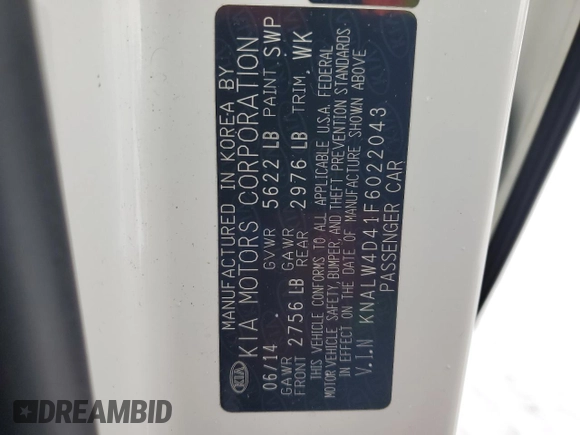 MANUFACTURED IN KOREA BY
KIA MOTORS CORPORATION
06/14 . GVWR 5622 LB PAINT SWP
GAWR FRONT 2756 LB GAWR REAR 2976 LB TRIM, WK
THIS VEHICLE CONFORMS TO ALL APPLICABLE U.S.A. FEDERAL
MOTOR VEHICLE SAFETY, BUMPER, AND THEFT PREVENTION STANDARDS
IN EFFECT ON THE DATE OF MANUFACTURE SHOWN ABOVE
V.I.N KNALW4D41F6022043
PASSENGER CAR
KIA
DREAMBID